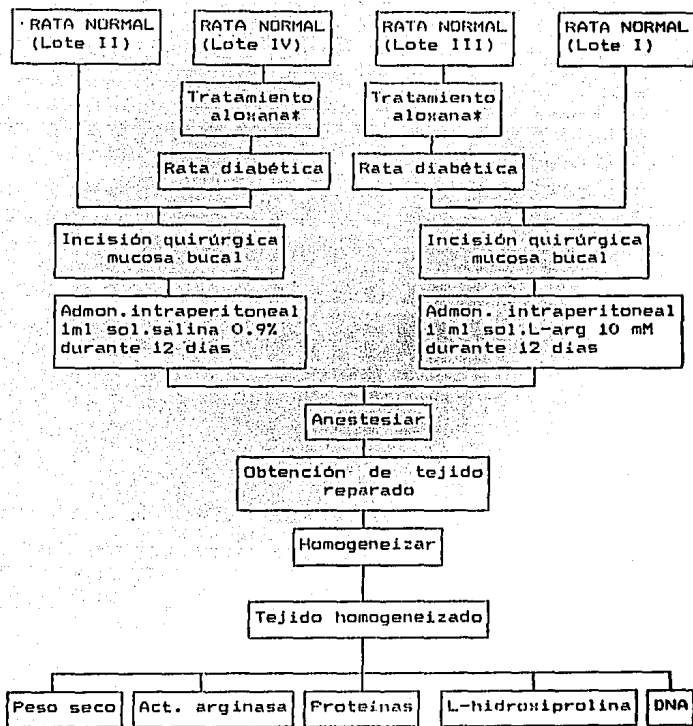 RATA NORMAL
(Lote II)
RATA NORMAL
(Lote IV)
RATA NORMAL
(Lote III)
RATA NORMAL
(Lote I)
Tratamiento
aloxana*
Tratamiento
aloxana*
Rata diabética
Rata diabética
Incisión quirúrgica
mucosa bucal
Incisión quirúrgica
mucosa bucal
Admon.intraperitoneal
1ml sol.salina 0.9%
durante 12 dias
Admon. intraperitoneal
1 ml sol.L-arg 10 mM
durante 12 dias
Anestesiar
Obtención de tejido
reparado
Homogeneizar
Tejido homogeneizado
Peso seco
Act. arginasa
Proteínas
L-hidroxiprolina
DNA